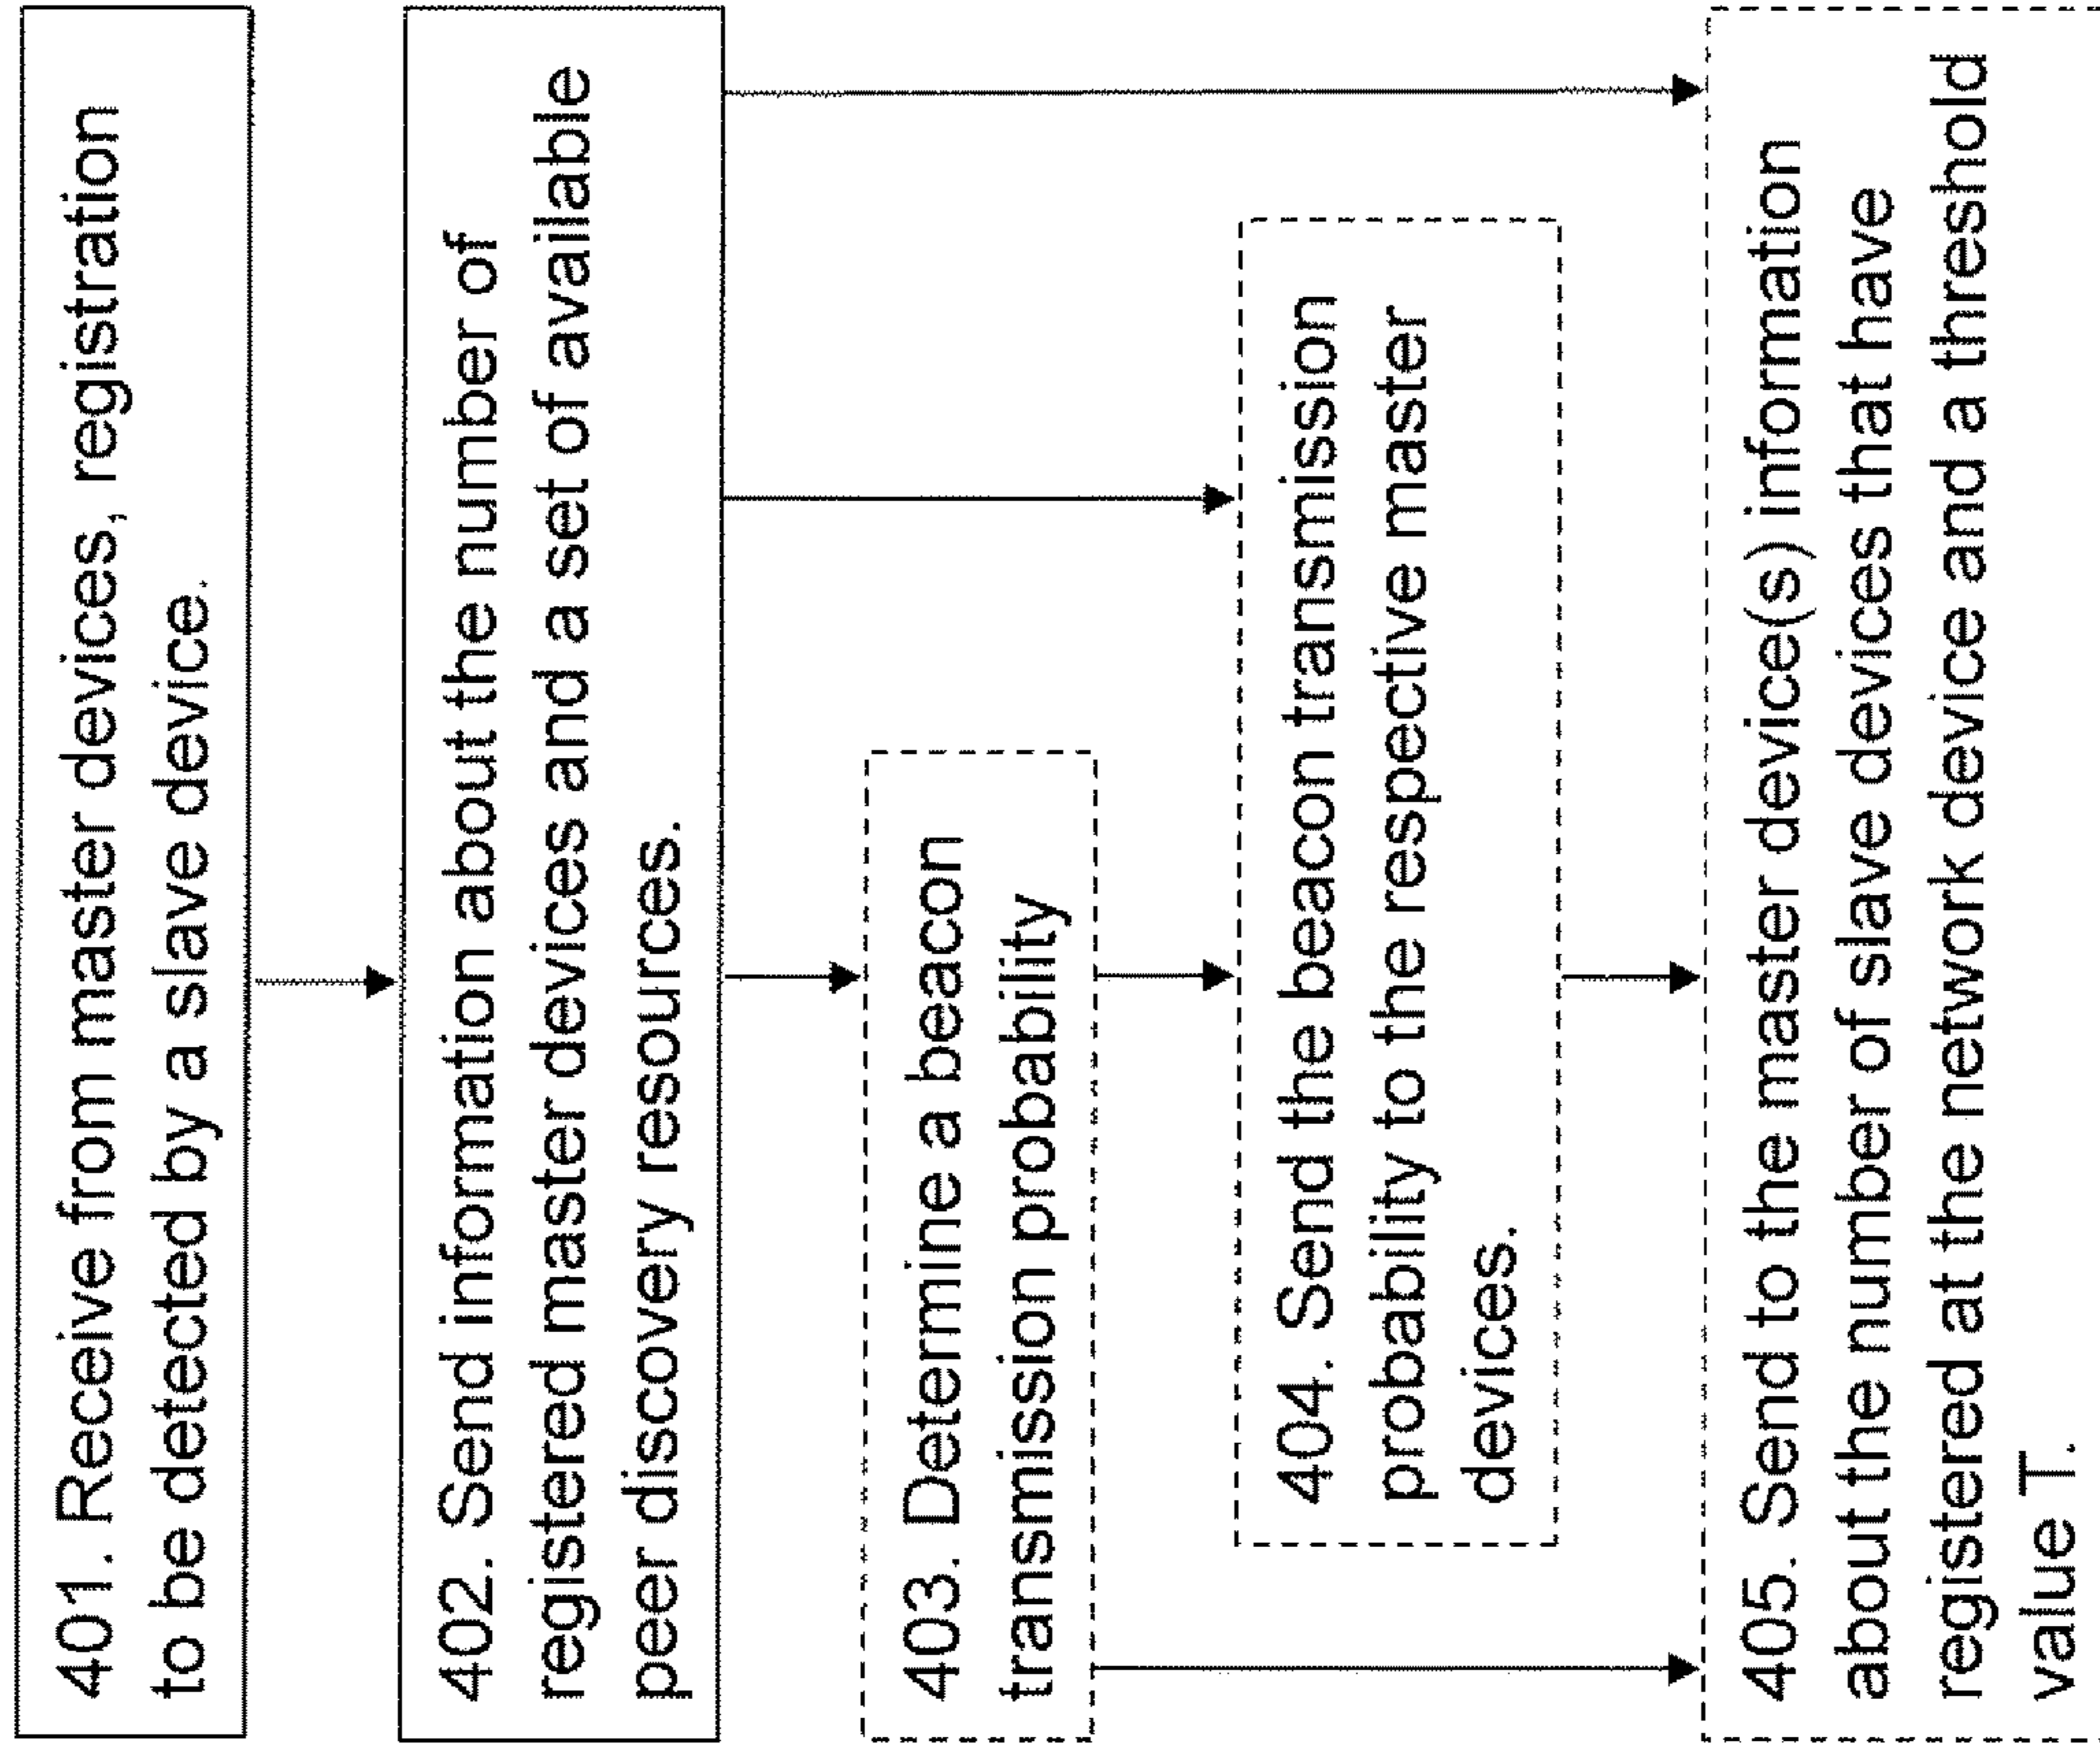 401. Receive from master devices, registration
to be detected by a slave device.
402. Send information about the number of
registered master devices and a set of available
peer discovery resources.
403. Determine a beacon
transmission probability
404. Send the beacon transmission
probability to the respective master
devices.
405. Send to the master device(s) information
about the number of slave devices that have
registered at the network device and a threshold
value T.